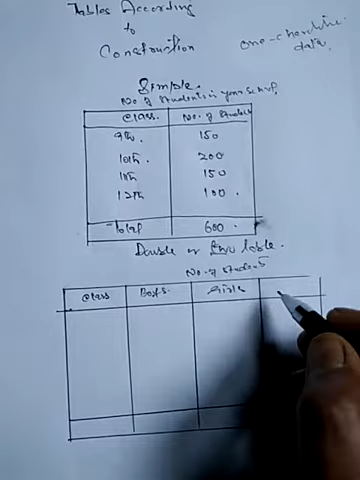 Tables According
to
Construction
one-
data.
Simple.
No of Students in your School,
Class. No. of Students
9th. 150
10th. 200
11th 150
12th 100.
Total 600.
Double or Two table.
No. of Students
Class Boys. Girls